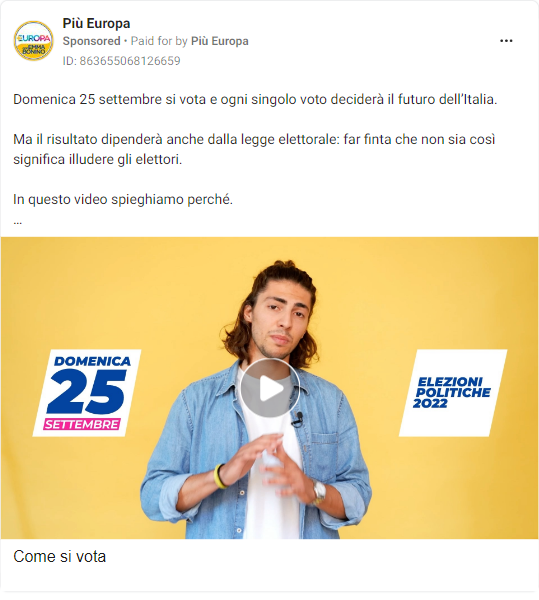 Più Europa
Sponsored • Paid for by Più Europa
ID: 863655068126659
Domenica 25 settembre si vota e ogni singolo voto deciderà il futuro dell'Italia.
Ma il risultato dipenderà anche dalla legge elettorale: far finta che non sia così
significa illudere gli elettori.
In questo video spieghiamo perché.
...
EUROPA
EMMA
BONINO
DOMENICA
25
SETTEMBRE
ELEZIONI
POLITICHE
2022
Come si vota